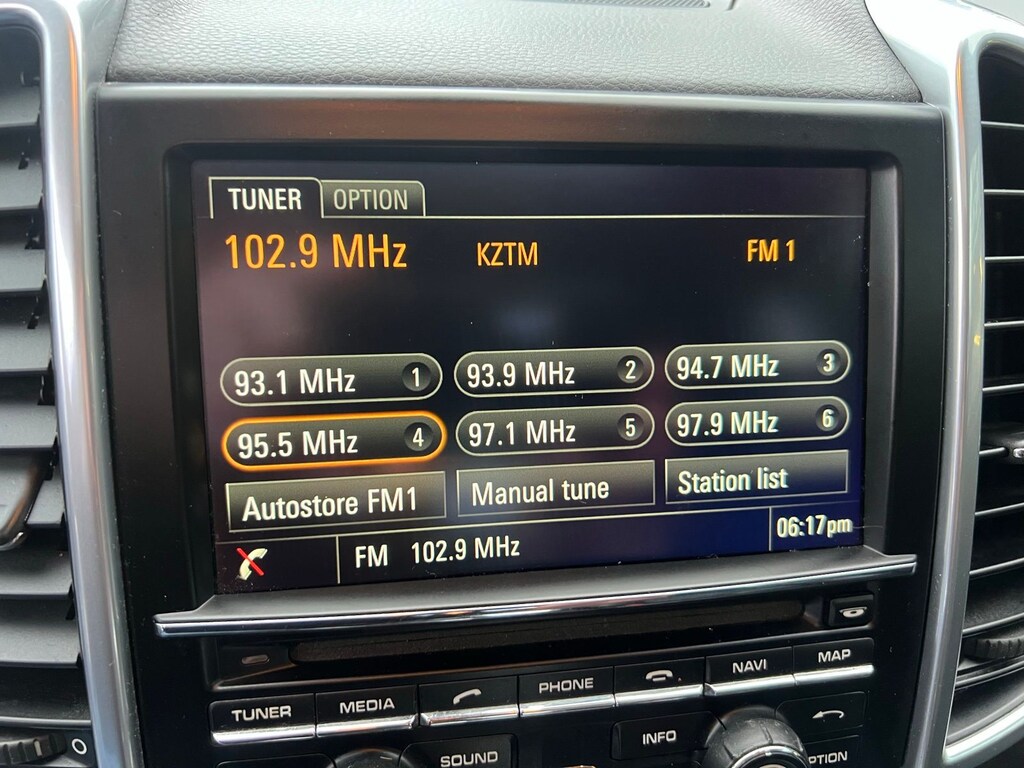 TUNER OPTION
102.9 MHz KZTM FM 1
93.1 MHz 1 93.9 MHz 2 94.7 MHz 3
95.5 MHz 4 97.1 MHz 5 97.9 MHz 6
Autostore FM1 Manual tune Station list
FM 102.9 MHz 06:17pm
TUNER MEDIA PHONE NAVI MAP
SOUND INFO OPTION